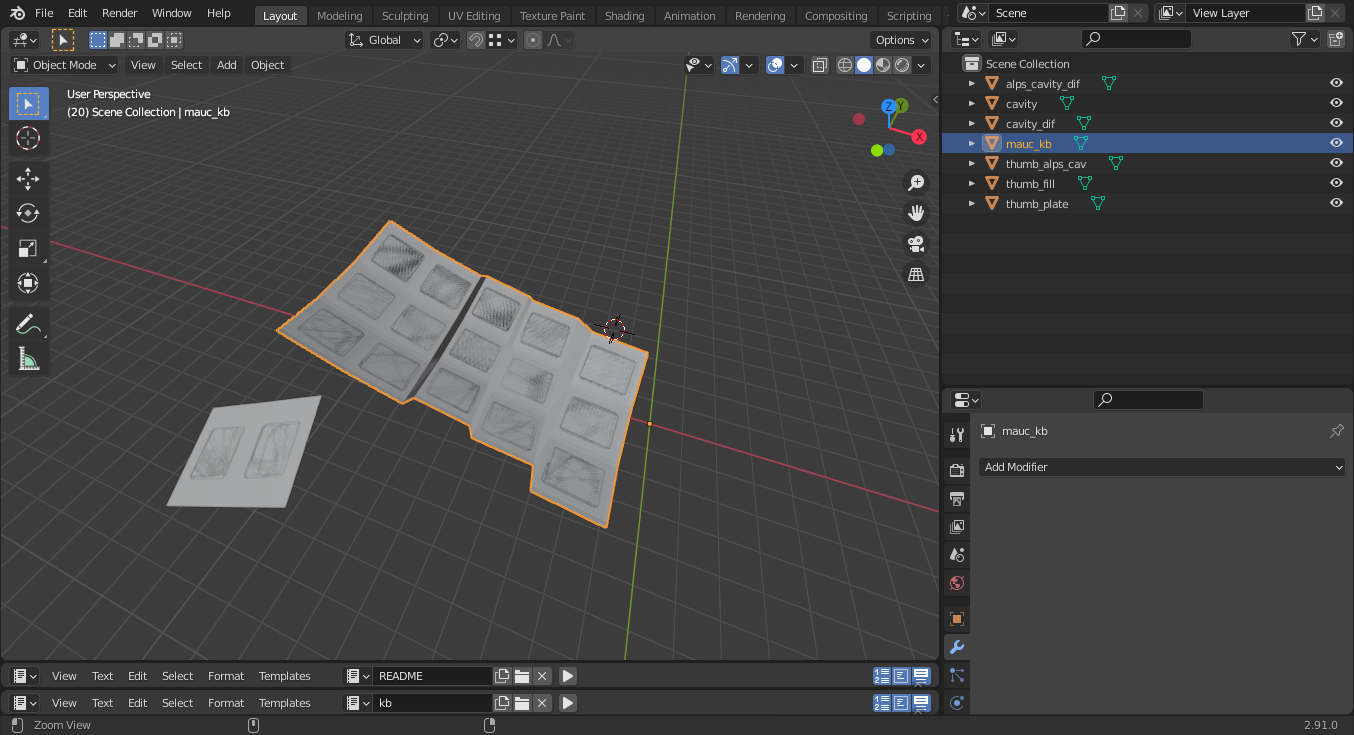 File Edit Render Window Help Layout Modeling Sculpting UV Editing Texture Paint Shading Animation Rendering Compositing Scripting Scene View Layer
Global Options
Object Mode View Select Add Object
User Perspective
(20) Scene Collection | mauc_kb
Z Y
X
Scene Collection
alps_cavity_dif
cavity
cavity_dif
mauc_kb
thumb_alps_cav
thumb_fill
thumb_plate
mauc_kb
Add Modifier
View Text Edit Select Format Templates README
View Text Edit Select Format Templates kb
Zoom View 2.91.0